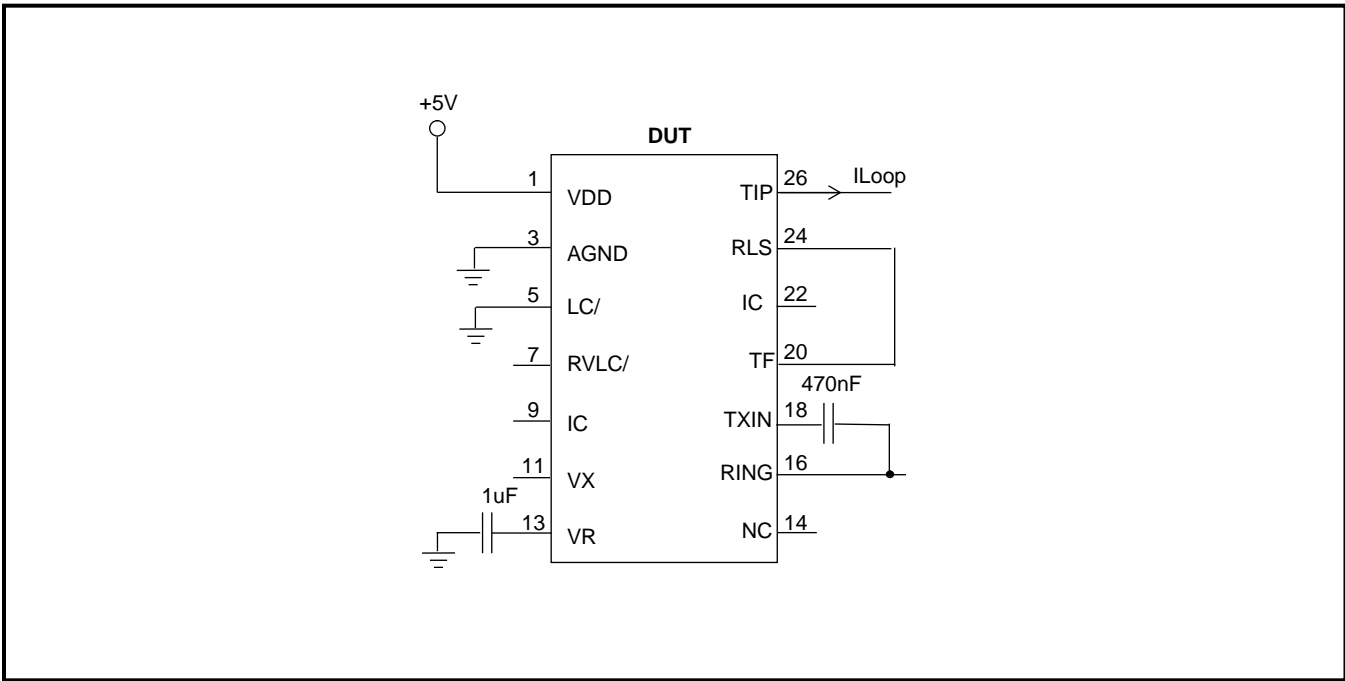 +5V
DUT
1
VDD
TIP
26
ILoop
3
AGND
RLS
24
5
LC/
IC
22
7
RVLC/
TF
20
470nF
9
IC
TXIN
18
11
VX
RING
16
1uF
13
VR
NC
14